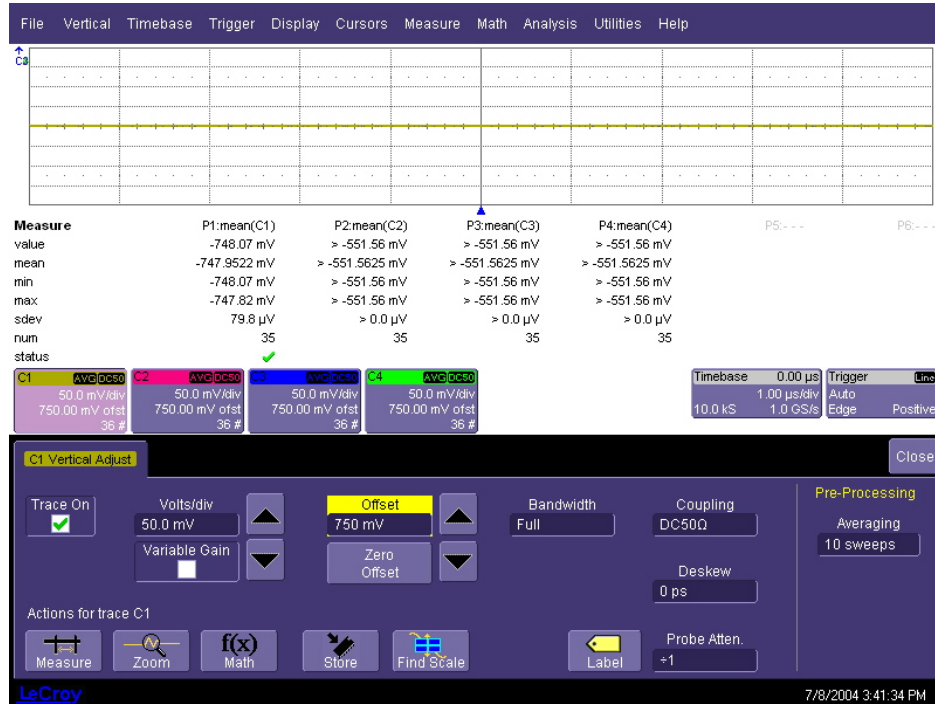 File Vertical Timebase Trigger Display Cursors Measure Math Analysis Utilities Help
Measure P1:mean(C1) P2:mean(C2) P3:mean(C3) P4:mean(C4) P5:- - - P6:- - -
value -748.07 mV > -551.56 mV > -551.56 mV > -551.56 mV
mean -747.9522 mV > -551.5625 mV > -551.5625 mV > -551.5625 mV
min -748.07 mV > -551.56 mV > -551.56 mV > -551.56 mV
max -747.82 mV > -551.56 mV > -551.56 mV > -551.56 mV
sdev 79.8 µV > 0.0 µV > 0.0 µV > 0.0 µV
num 35 35 35 35
status
C1 AVG DC50 C2 AVG DC50 C3 AVG DC50 C4 AVG DC50 Timebase 0.00 µs Trigger Line
50.0 mV/div 50.0 mV/div 50.0 mV/div 50.0 mV/div 1.00 µs/div Auto
750.00 mV ofst 750.00 mV ofst 750.00 mV ofst 750.00 mV ofst 10.0 kS 1.0 GS/s Edge Positive
36 # 36 # 36 # 36 #
C1 Vertical Adjust Close
Trace On Volts/div Offset Bandwidth Coupling Pre-Processing
50.0 mV 750 mV Full DC50Ω Averaging
Variable Gain Zero Offset 10 sweeps
Deskew
0 ps
Actions for trace C1
Probe Atten.
÷1
f(x)
Measure Zoom Math Store Find Scale Label
LeCroy 7/8/2004 3:41:34 PM